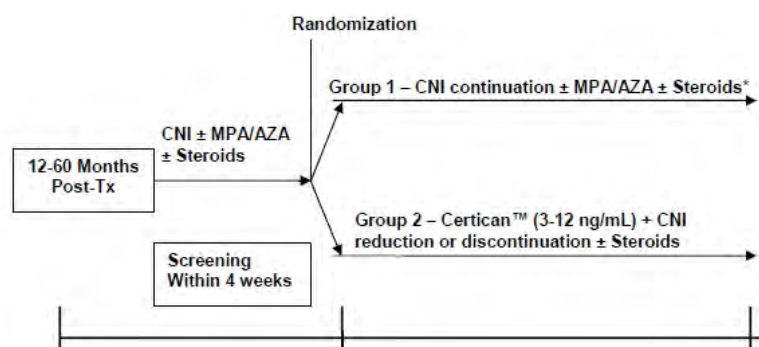 Randomization
Group 1 – CNI continuation ± MPA/AZA ± Steroids*
CNI ± MPA/AZA
± Steroids
12-60 Months
Post-Tx
Group 2 – Certican™ (3-12 ng/mL) + CNI
reduction or discontinuation ± Steroids
Screening
Within 4 weeks